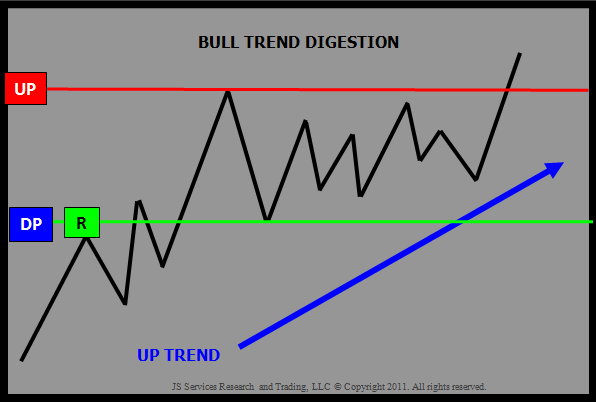 BULL TREND DIGESTION
UP
DP
R
UP TREND
JS Services Research and Trading, LLC © Copyright 2011. All rights reserved.